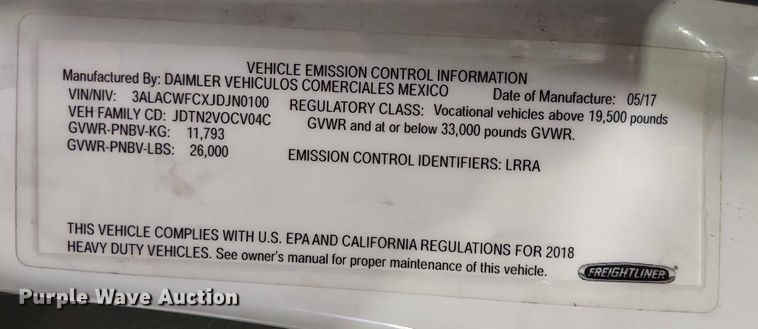 VEHICLE EMISSION CONTROL INFORMATION
Manufactured By: DAIMLER VEHICULOS COMERCIALES MEXICO Date of Manufacture: 05/17
VIN/NIV: 3ALACWFCXJDJN0100 REGULATORY CLASS: Vocational vehicles above 19,500 pounds
VEH FAMILY CD: JDTN2VOCV04C GVWR and at or below 33,000 pounds GVWR.
GVWR-PNBV-KG: 11,793
GVWR-PNBV-LBS: 26,000 EMISSION CONTROL IDENTIFIERS: LRRA
THIS VEHICLE COMPLIES WITH U.S. EPA AND CALIFORNIA REGULATIONS FOR 2018
HEAVY DUTY VEHICLES. See owner's manual for proper maintenance of this vehicle.
FREIGHTLINER
Purple Wave Auction